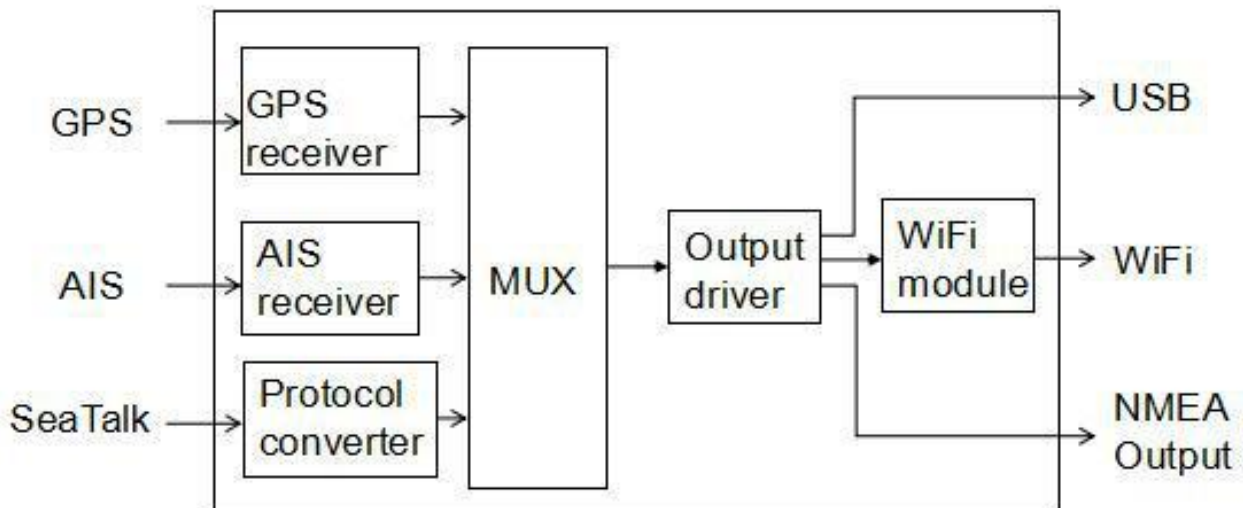 GPS
GPS
receiver
AIS
AIS
receiver
SeaTalk
Protocol
converter
MUX
Output
driver
WiFi
module
USB
WiFi
NMEA
Output